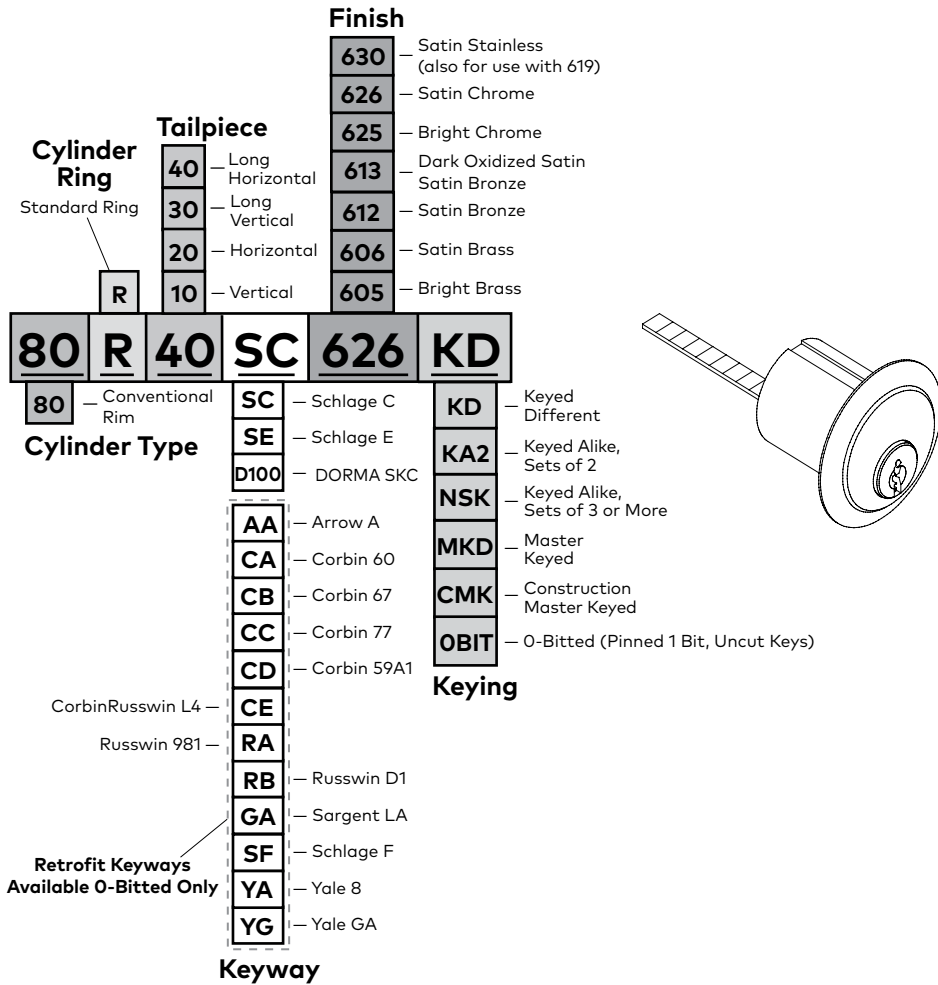 Finish
630
Satin Stainless
(also for use with 619)
626
Satin Chrome
625
Bright Chrome
613
Dark Oxidized Satin
Satin Bronze
612
Satin Bronze
606
Satin Brass
605
Bright Brass
Tailpiece
40
Long
Horizontal
30
Long
Vertical
20
Horizontal
10
Vertical
Cylinder
Ring
Standard Ring
R
80 R 40 SC 626 KD
80
Conventional
Rim
Cylinder Type
SC
Schlage C
SE
Schlage E
D100
DORMA SKC
AA
Arrow A
CA
Corbin 60
CB
Corbin 67
CC
Corbin 77
CD
Corbin 59A1
CorbinRusswin L4
CE
Russwin 981
RA
RB
Russwin D1
GA
Sargent LA
SF
Schlage F
YA
Yale 8
YG
Yale GA
Retrofit Keyways
Available 0-Bitted Only
Keyway
KD
Keyed
Different
KA2
Keyed Alike,
Sets of 2
NSK
Keyed Alike,
Sets of 3 or More
MKD
Master
Keyed
CMK
Construction
Master Keyed
0BIT
0-Bitted (Pinned 1 Bit, Uncut Keys)
Keying